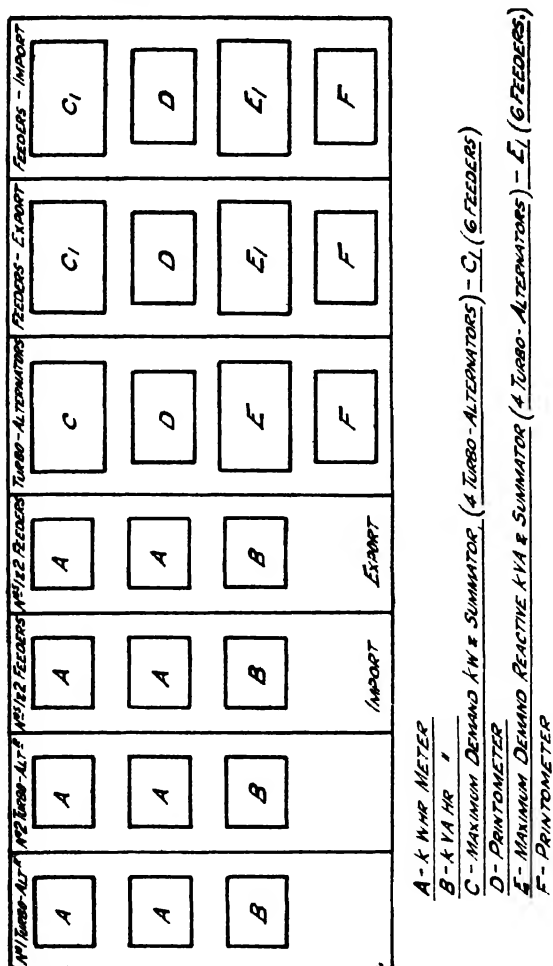 Nº1 TURBO-ALTR
A
A
B
Nº2 TURBO-ALTR
A
A
B
NºS 1 & 2 FEEDERS
A
A
B
IMPORT
NºS 1 & 2 FEEDERS
A
A
B
EXPORT
TURBO-ALTERNATORS
C
D
E
F
FEEDERS - EXPORT
C1
D
E1
F
FEEDERS - IMPORT
C1
D
E1
F
A - K WHR METER
B - K VA HR "
C - MAXIMUM DEMAND KW & SUMMATOR, (4 TURBO-ALTERNATORS) - C1 (6 FEEDERS)
D - PRINTOMETER
E - MAXIMUM DEMAND REACTIVE KVA & SUMMATOR (4 TURBO-ALTERNATORS) - E1 (6 FEEDERS.)
F - PRINTOMETER